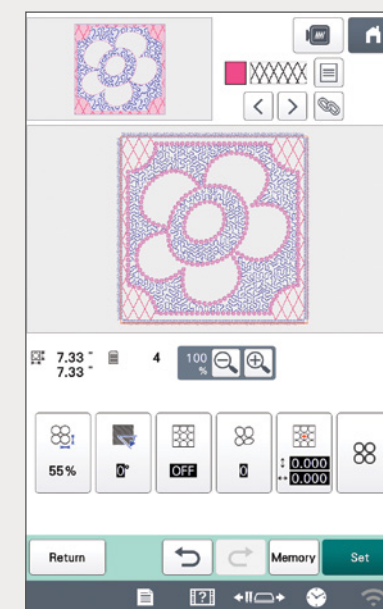 7.33 "
7.33 "
4
100
%
55%
0°
OFF
0
0.000
0.000
Return
Memory
Set